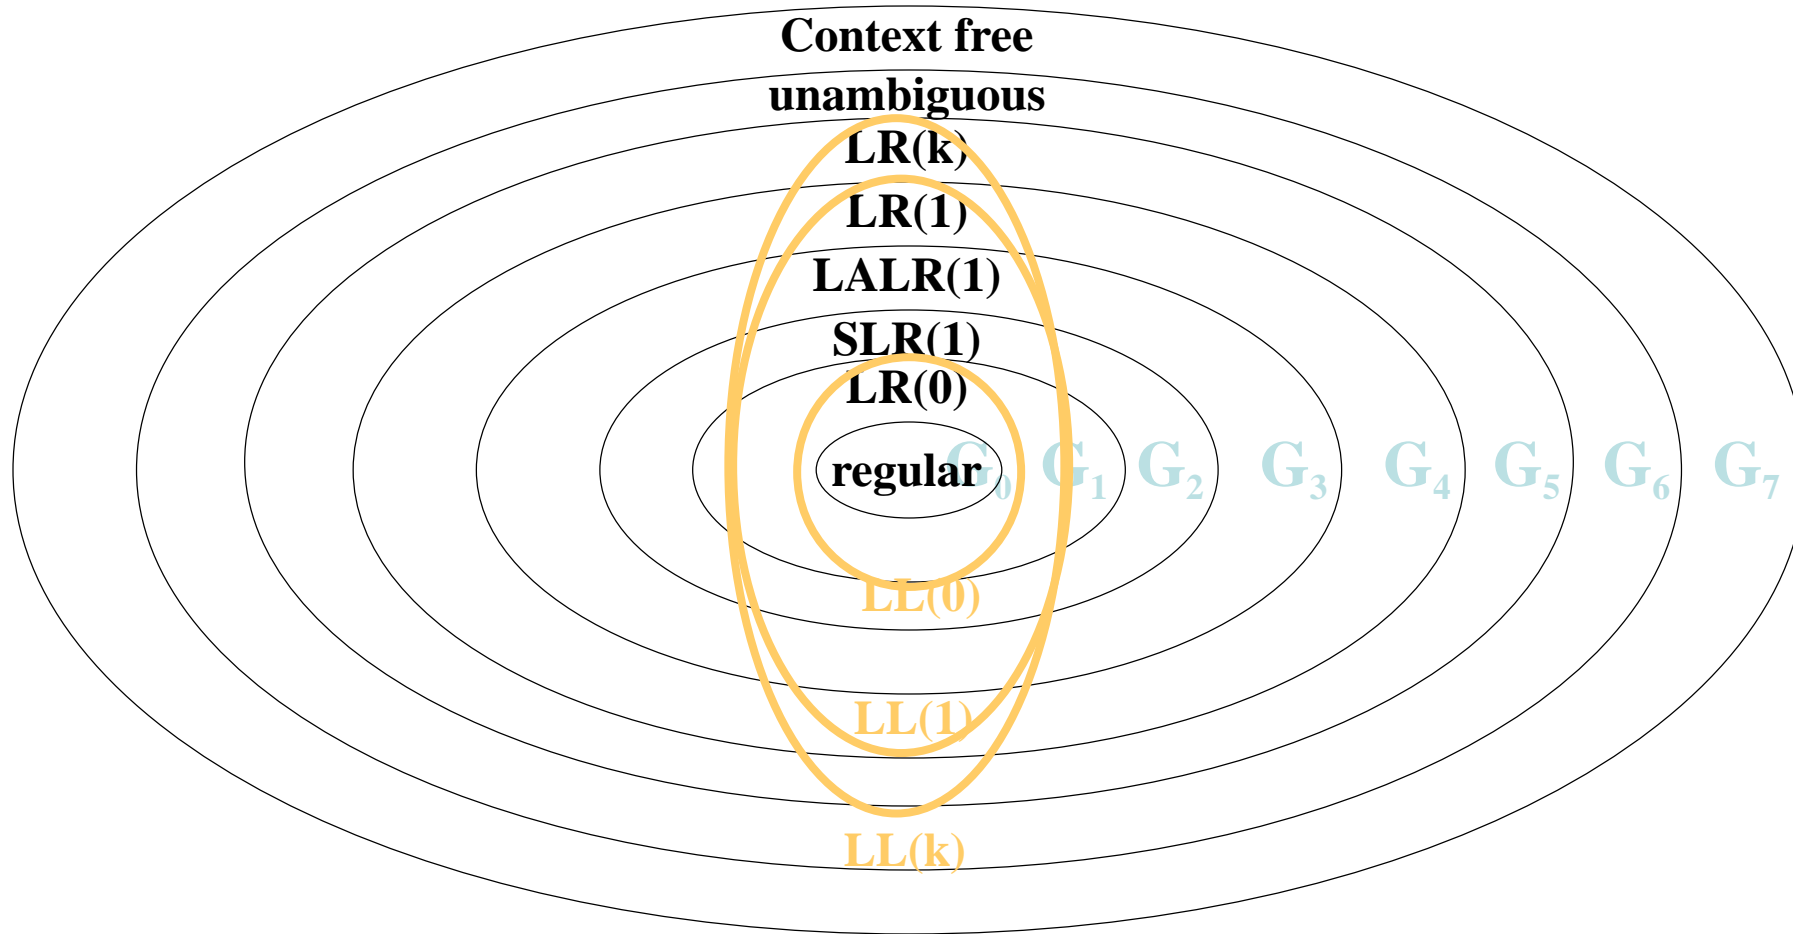 Context free
unambiguous
LR(k)
LR(1)
LALR(1)
SLR(1)
LR(0)
regular G₀ G₁ G₂ G₃ G₄ G₅ G₆ G₇
LL(0)
LL(1)
LL(k)